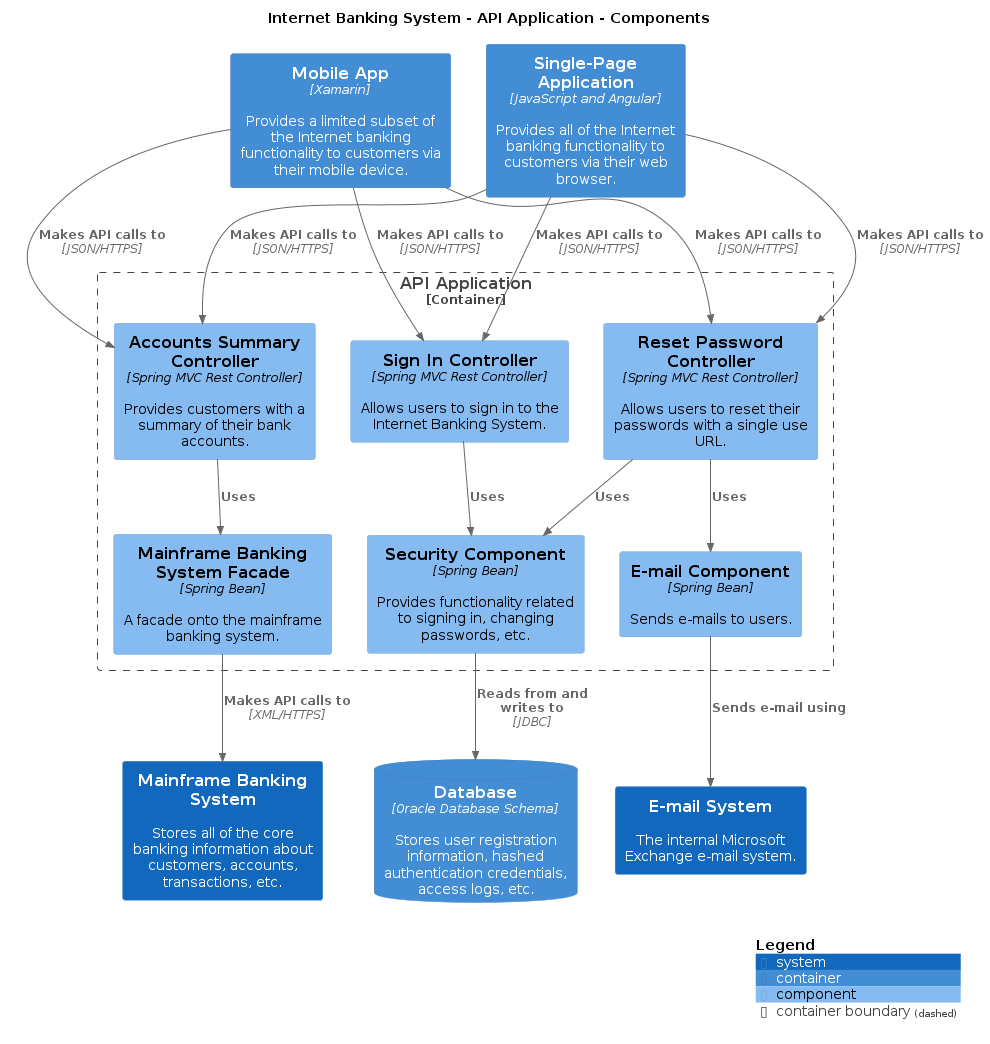 Internet Banking System - API Application - Components
Mobile App
[Xamarin]
Provides a limited subset of
the Internet banking
functionality to customers via
their mobile device.
Single-Page
Application
[JavaScript and Angular]
Provides all of the Internet
banking functionality to
customers via their web
browser.
Makes API calls to
[JSON/HTTPS]
Makes API calls to
[JSON/HTTPS]
Makes API calls to
[JSON/HTTPS]
Makes API calls to
[JSON/HTTPS]
Makes API calls to
[JSON/HTTPS]
Makes API calls to
[JSON/HTTPS]
API Application
[Container]
Accounts Summary
Controller
[Spring MVC Rest Controller]
Provides customers with a
summary of their bank
accounts.
Sign In Controller
[Spring MVC Rest Controller]
Allows users to sign in to the
Internet Banking System.
Reset Password
Controller
[Spring MVC Rest Controller]
Allows users to reset their
passwords with a single use
URL.
Uses
Uses
Uses
Uses
Mainframe Banking
System Facade
[Spring Bean]
A facade onto the mainframe
banking system.
Security Component
[Spring Bean]
Provides functionality related
to signing in, changing
passwords, etc.
E-mail Component
[Spring Bean]
Sends e-mails to users.
Makes API calls to
[XML/HTTPS]
Reads from and
writes to
[JDBC]
Sends e-mail using
Mainframe Banking
System
Stores all of the core
banking information about
customers, accounts,
transactions, etc.
Database
[Oracle Database Schema]
Stores user registration
information, hashed
authentication credentials,
access logs, etc.
E-mail System
The internal Microsoft
Exchange e-mail system.
Legend
system
container
component
container boundary (dashed)